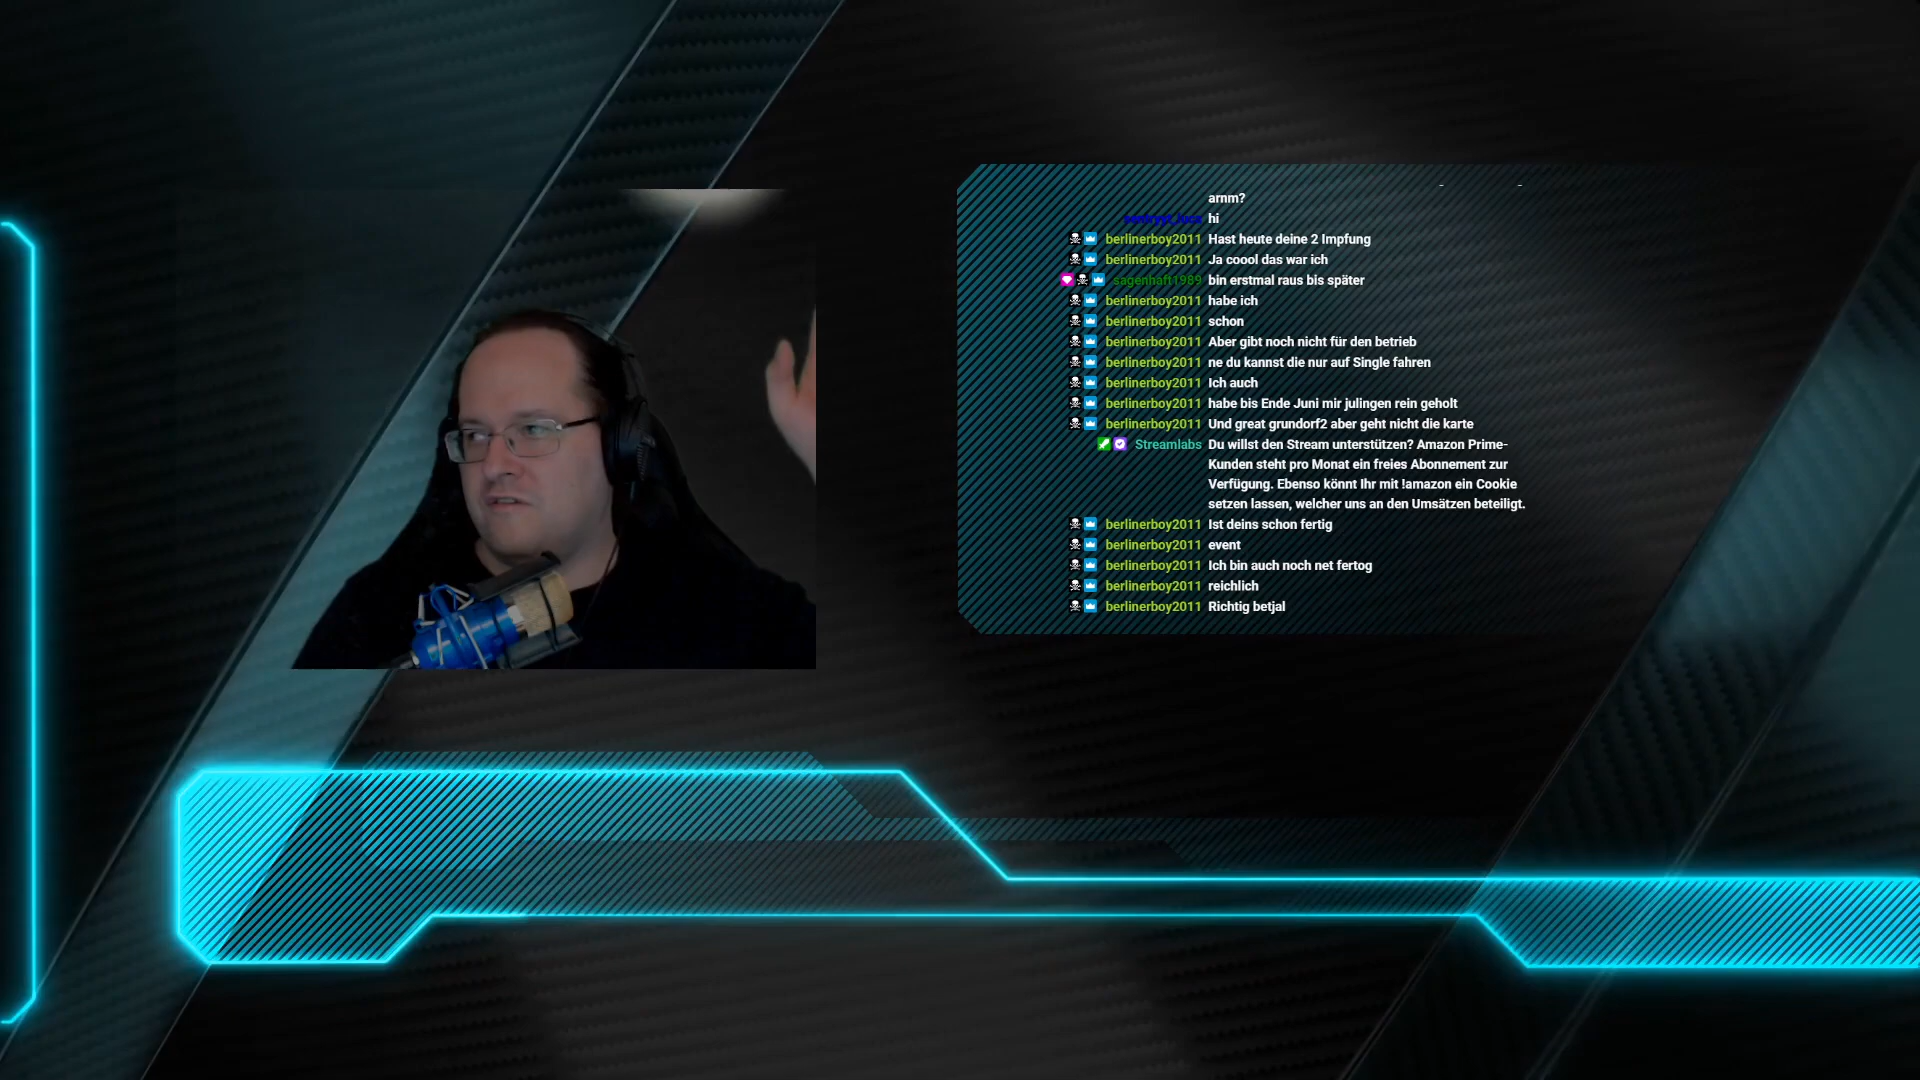 arnm?
hi
berlinerboy2011 Hast heute deine 2 Impfung
berlinerboy2011 Ja coool das war ich
sagenhaft1989 bin erstmal raus bis später
berlinerboy2011 habe ich
berlinerboy2011 schon
berlinerboy2011 Aber gibt noch nicht für den betrieb
berlinerboy2011 ne du kannst die nur auf Single fahren
berlinerboy2011 Ich auch
berlinerboy2011 habe bis Ende Juni mir julingen rein geholt
berlinerboy2011 Und great grundorf2 aber geht nicht die karte
Streamlabs Du willst den Stream unterstützen? Amazon Prime-
Kunden steht pro Monat ein freies Abonnement zur
Verfügung. Ebenso könnt Ihr mit !amazon ein Cookie
setzen lassen, welcher uns an den Umsätzen beteiligt.
berlinerboy2011 Ist deins schon fertig
berlinerboy2011 event
berlinerboy2011 Ich bin auch noch net fertog
berlinerboy2011 reichlich
berlinerboy2011 Richtig betjal